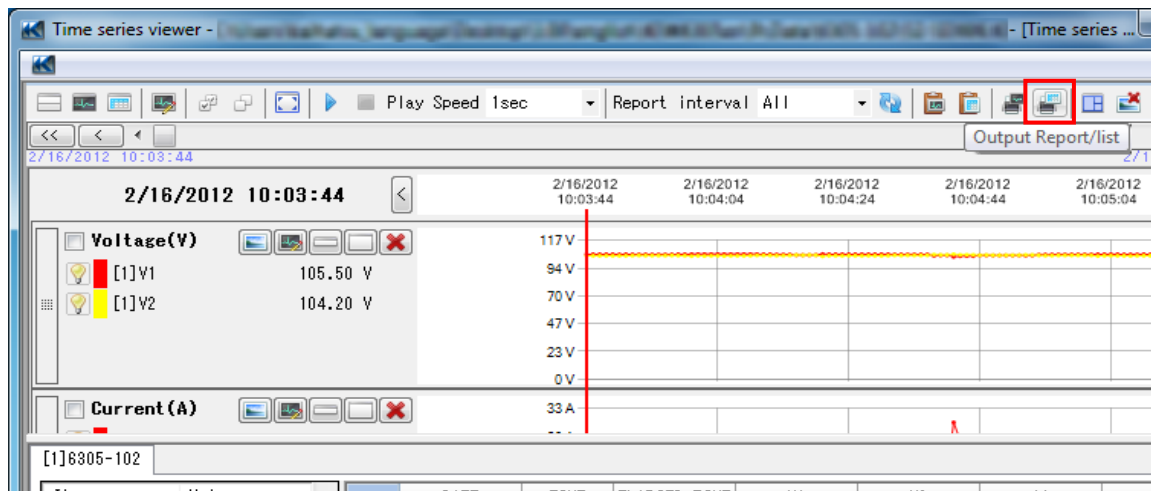 Time series viewer - - [Time series ...
Play Speed 1sec Report interval All
<< <
Output Report/list
2/16/2012 10:03:44
2/16/2012 10:03:44 <
2/16/2012 10:03:44
2/16/2012 10:04:04
2/16/2012 10:04:24
2/16/2012 10:04:44
2/16/2012 10:05:04
Voltage(V)
[1]V1 105.50 V
[1]V2 104.20 V
117 V
94 V
70 V
47 V
23 V
0 V
Current(A)
33 A
[1]6305-102